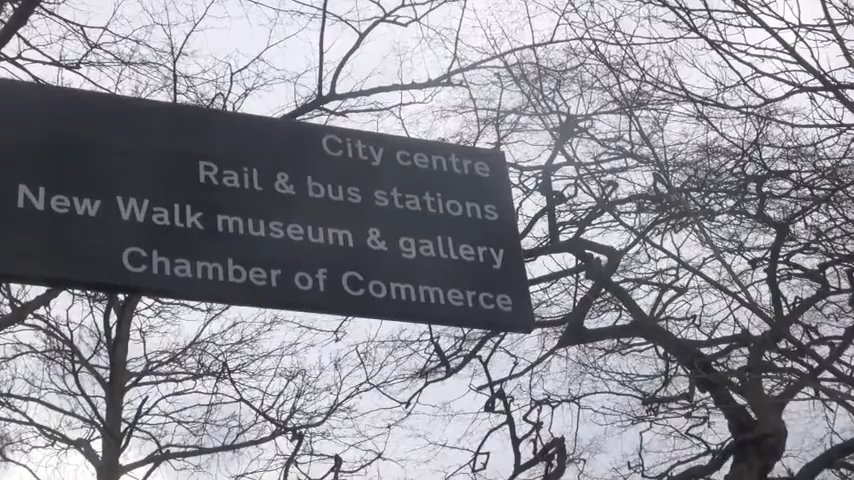 City centre
Rail & bus stations
New Walk museum & gallery
Chamber of Commerce